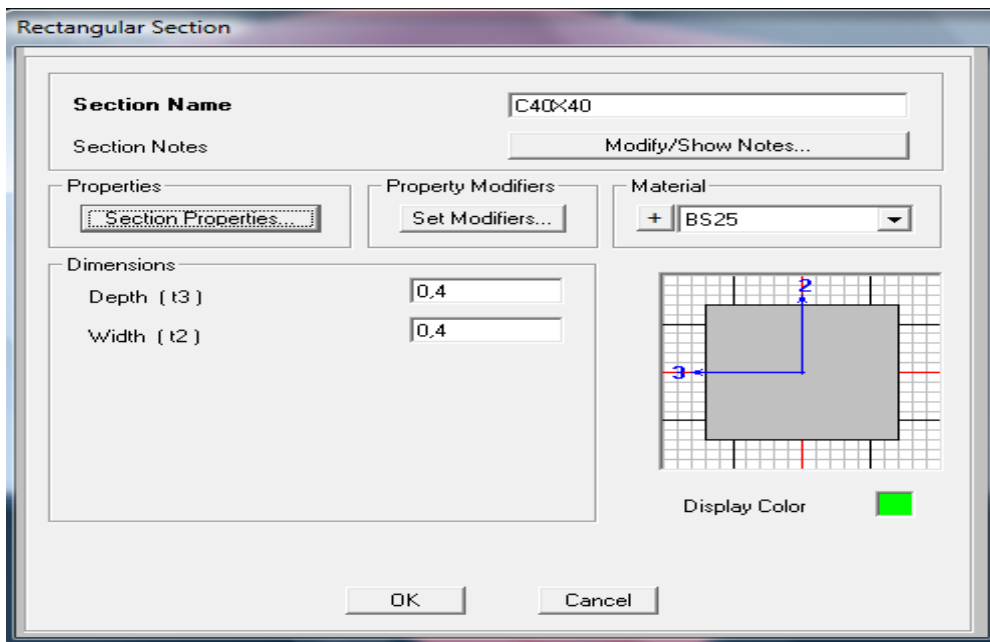 Rectangular Section
Section Name
C40X40
Section Notes
Modify/Show Notes...
Properties
Property Modifiers
Material
Section Properties...
Set Modifiers...
+
BS25
Dimensions
Depth ( t3 )
0,4
Width ( t2 )
0,4
2
3
Display Color
OK
Cancel